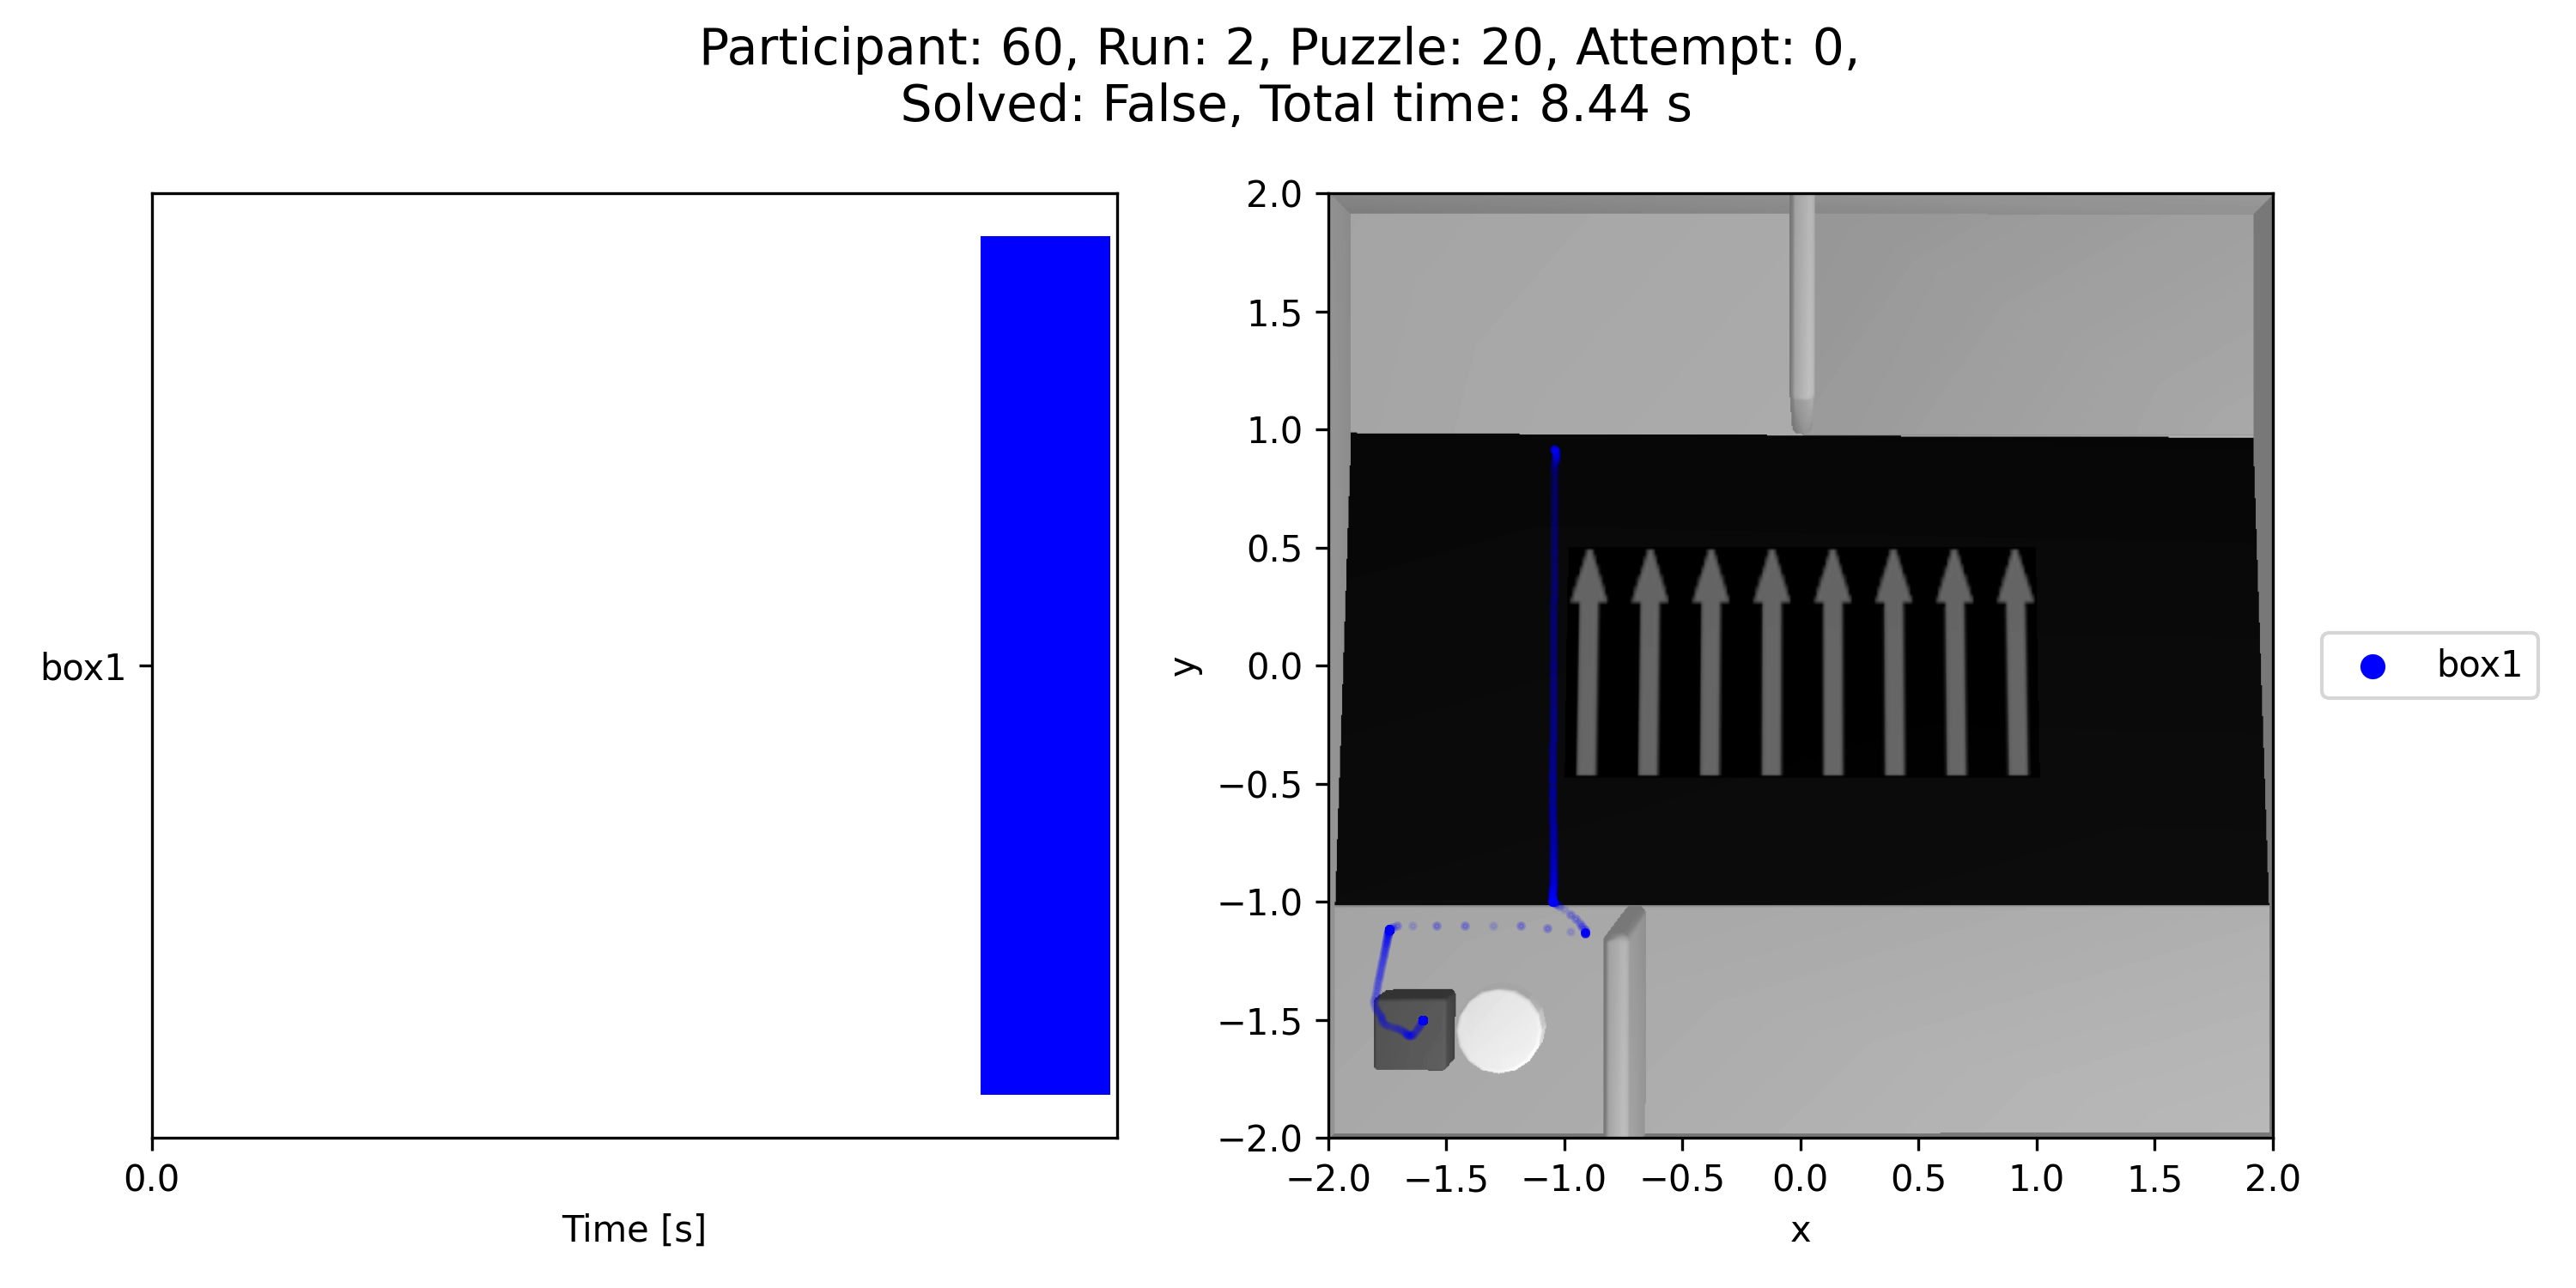 Participant: 60, Run: 2, Puzzle: 20, Attempt: 0,
Solved: False, Total time: 8.44 s
box1
0.0
Time [s]
2.0
1.5
1.0
0.5
0.0
−0.5
−1.0
−1.5
−2.0
y
−2.0 −1.5 −1.0 −0.5 0.0 0.5 1.0 1.5 2.0
x
box1